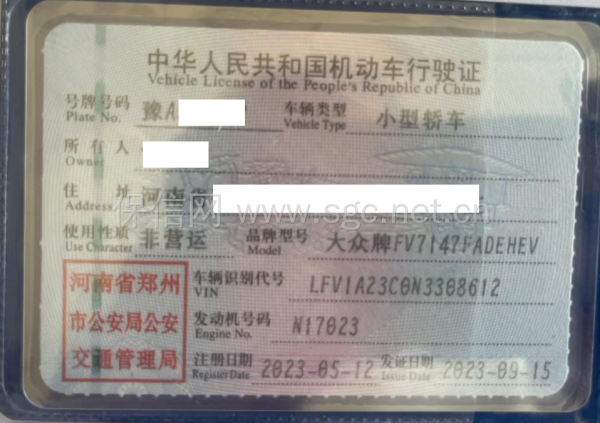 中华人民共和国机动车行驶证
Vehicle License of the People's Republic of China
号牌号码 豫A 车辆类型 小型轿车
Plate No. Vehicle Type
所有人
Owner
住址 河南省
Address
保信网 www.sgc.net.cn
使用性质 非营运 品牌型号 大众牌FV7147FADEHEV
Use Character Model
河南省郑州 车辆识别代号 LFV1A23C0N3308612
VIN
市公安局公安 发动机号码 N17023
Engine No.
交通管理局 注册日期 2023-05-12 发证日期 2023-09-15
Register Date Issue Date